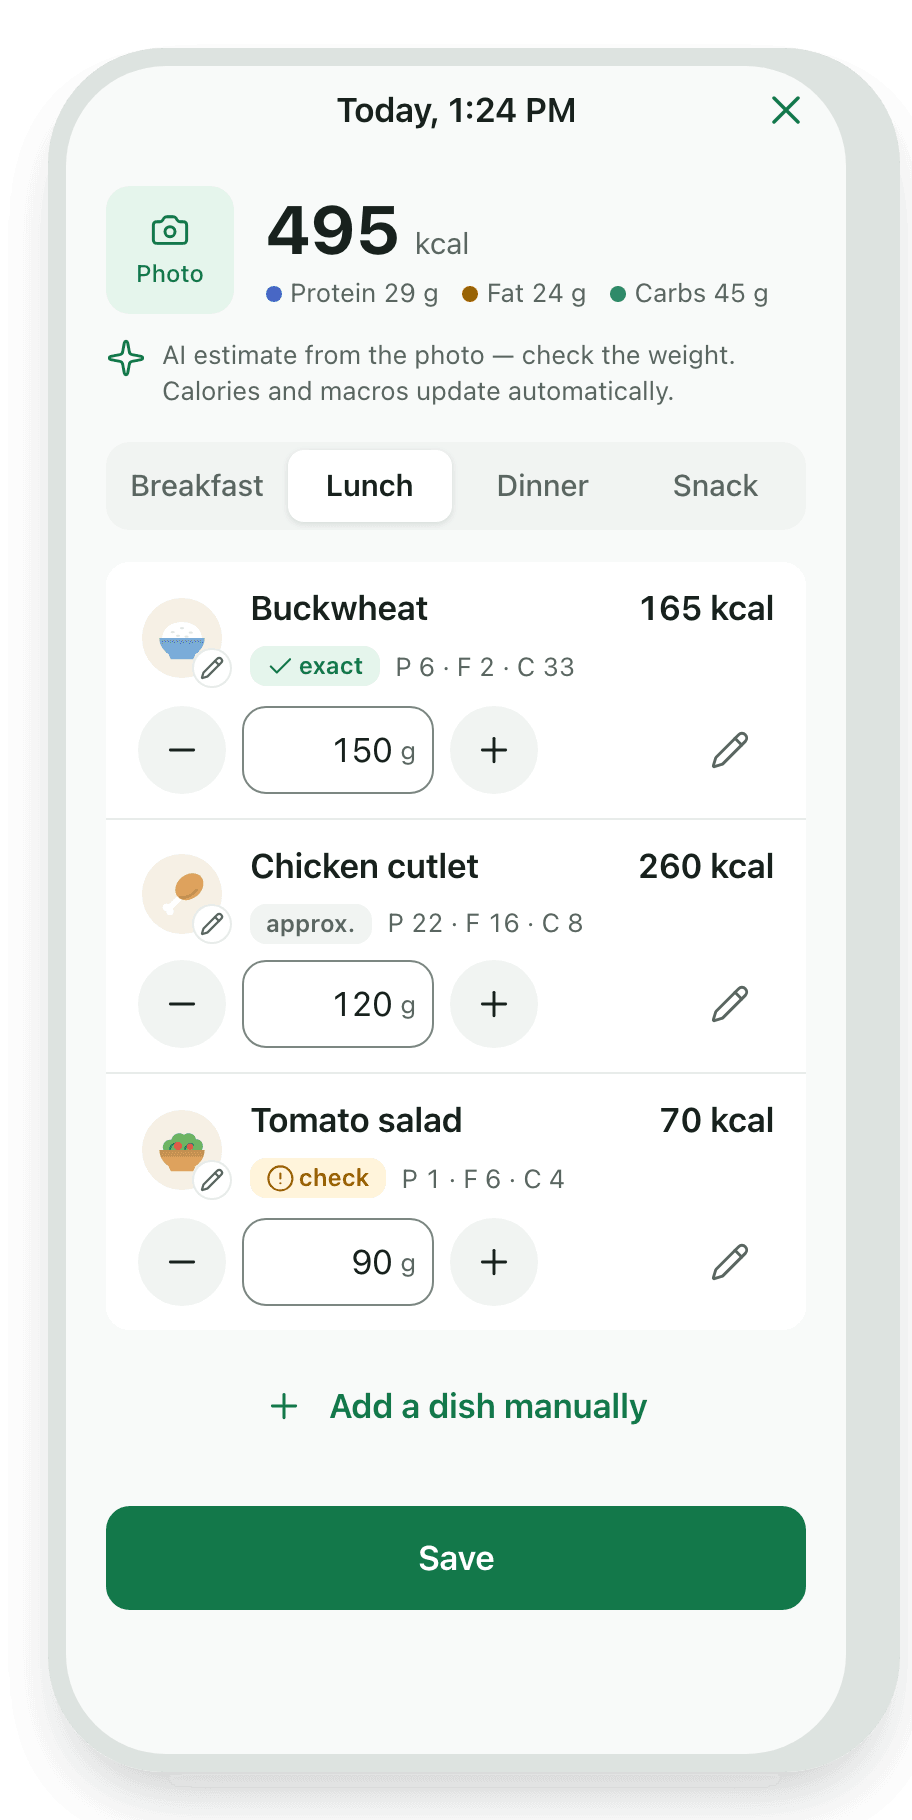 Today, 1:24 PM
Photo
495 kcal
Protein 29 g Fat 24 g Carbs 45 g
AI estimate from the photo — check the weight.
Calories and macros update automatically.
Breakfast Lunch Dinner Snack
Buckwheat 165 kcal
exact P 6 · F 2 · C 33
150 g
Chicken cutlet 260 kcal
approx. P 22 · F 16 · C 8
120 g
Tomato salad 70 kcal
check P 1 · F 6 · C 4
90 g
Add a dish manually
Save